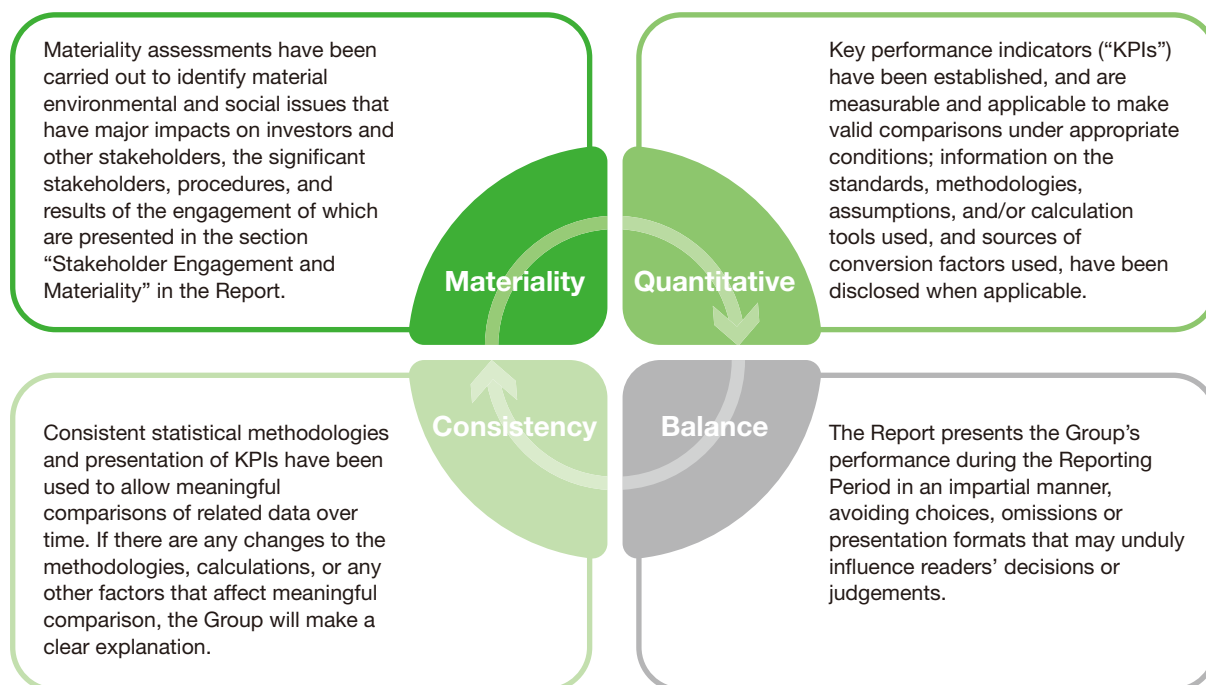 Materiality assessments have been
carried out to identify material
environmental and social issues that
have major impacts on investors and
other stakeholders, the significant
stakeholders, procedures, and
results of the engagement of which
are presented in the section
“Stakeholder Engagement and
Materiality” in the Report.
Materiality
Key performance indicators (“KPIs”)
have been established, and are
measurable and applicable to make
valid comparisons under appropriate
conditions; information on the
standards, methodologies,
assumptions, and/or calculation
tools used, and sources of
conversion factors used, have been
disclosed when applicable.
Quantitative
Consistent statistical methodologies
and presentation of KPIs have been
used to allow meaningful
comparisons of related data over
time. If there are any changes to the
methodologies, calculations, or any
other factors that affect meaningful
comparison, the Group will make a
clear explanation.
Consistency
Balance
The Report presents the Group’s
performance during the Reporting
Period in an impartial manner,
avoiding choices, omissions or
presentation formats that may unduly
influence readers’ decisions or
judgements.